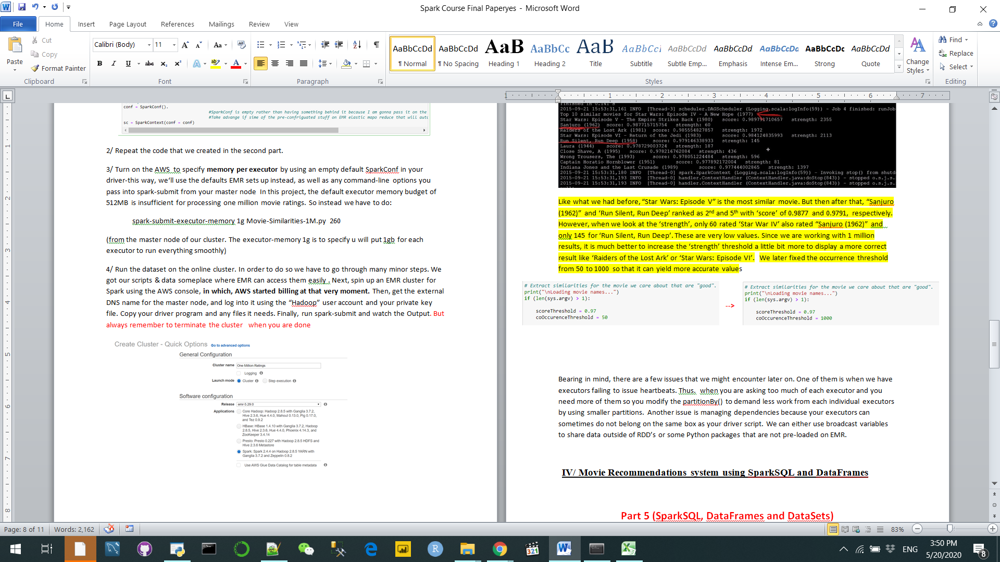 Spark Course Final Paperyes - Microsoft Word
File Home Insert Page Layout References Mailings Review View
Paste
Cut
Copy
Format Painter
Clipboard
Calibri (Body) 11
Font
Paragraph
AaBbCcDd AaBbCcDd AaB AaBbCc AaB AaBbCcI AaBbCcDd AaBbCcDd AaBbCcDd AaBbCcDc AaBbCcDd
¶ Normal ¶ No Spacing Heading 1 Heading 2 Title Subtitle Subtle Emp... Emphasis Intense Em... Strong Quote
Styles
Change
Styles
Find
Replace
Select
Editing
conf = SparkConf().
#SparkConf is empty rather than having something behind it because I am gonna pass it on the
#Take advange if sime of the pre-confriguated stuff on EMR elastic mapo reduce that will auto
sc = SparkContext(conf = conf)
2/ Repeat the code that we created in the second part.
3/ Turn on the AWS to specify memory per executor by using an empty default SparkConf in your
driver-this way, we'll use the defaults EMR sets up instead, as well as any command-line options you
pass into spark-submit from your master node In this project, the default executor memory budget of
512MB is insufficient for processing one million movie ratings. So instead we have to do:
spark-submit-executor-memory 1g Movie-Similarities-1M.py 260
(from the master node of our cluster. The executor-memory 1g is to specify u will put 1gb for each
executor to run everything smoothly)
4/ Run the dataset on the online cluster. In order to do so we have to go through many minor steps. We
got our scripts & data someplace where EMR can access them easily . Next, spin up an EMR cluster for
Spark using the AWS console, in which, AWS started billing at that very moment. Then, get the external
DNS name for the master node, and log into it using the “Hadoop” user account and your private key
file. Copy your driver program and any files it needs. Finally, run spark-submit and watch the Output. But
always remember to terminate the cluster when you are done
Create Cluster - Quick Options Go to advanced options
General Configuration
Cluster name One Million Ratings
Logging
Launch mode Cluster Step execution
Software configuration
Release emr-5.29.0
Applications Core Hadoop: Hadoop 2.8.5 with Ganglia 3.7.2,
Hive 2.3.6, Hue 4.4.0, Mahout 0.13.0, Pig 0.17.0,
and Tez 0.9.2
HBase: HBase 1.4.10 with Ganglia 3.7.2, Hadoop
2.8.5, Hive 2.3.6, Hue 4.4.0, Phoenix 4.14.3, and
ZooKeeper 3.4.14
Presto: Presto 0.227 with Hadoop 2.8.5 HDFS and
Hive 2.3.6 Metastore
Spark: Spark 2.4.4 on Hadoop 2.8.5 YARN with
Ganglia 3.7.2 and Zeppelin 0.8.2
Use AWS Glue Data Catalog for table metadata
finished in 0.141 s
2015-09-21 15:53:31,161 INFO [Thread-3] scheduler.DAGScheduler (Logging.scala:logInfo(59)) - Job 4 finished: runJob
Top 10 similar movies for Star Wars: Episode IV - A New Hope (1977)
Star Wars: Episode V - The Empire Strikes Back (1980) score: 0.989791710657 strength: 2355
Sanjuro (1962) score: 0.987715715754 strength: 60
Raiders of the Lost Ark (1981) score: 0.985554827857 strength: 1972
Star Wars: Episode VI - Return of the Jedi (1983) score: 0.984124835993 strength: 2113
Run Silent, Run Deep (1958) score: 0.979146338933 strength: 145
Laura (1944) score: 0.978729003724 strength: 187
Close Shave, A (1995) score: 0.978216762084 strength: 436
Wrong Trousers, The (1993) score: 0.978051224484 strength: 596
Captain Horatio Hornblower (1951) score: 0.977892172004 strength: 81
Indiana Jones and the Last Crusade (1989) score: 0.977444002865 strength: 1397
2015-09-21 15:53:31,180 INFO [Thread-0] spark.SparkContext (Logging.scala:logInfo(59)) - Invoking stop() from shutd
2015-09-21 15:53:31,193 INFO [Thread-0] handler.ContextHandler (ContextHandler.java:doStop(843)) - stopped o.s.j.s.
2015-09-21 15:53:31,193 INFO [Thread-0] handler.ContextHandler (ContextHandler.java:doStop(843)) - stopped o.s.j.s.
Like what we had before, “Star Wars: Episode V” is the most similar movie. But then after that, “Sanjuro
(1962)” and ‘Run Silent, Run Deep’ ranked as 2nd and 5th with ‘score’ of 0.9877 and 0.9791, respectively.
However, when we look at the ‘strength’, only 60 rated ‘Star War IV’ also rated “Sanjuro (1962)” and
only 145 for ‘Run Silent, Run Deep’. These are very low values. Since we are working with 1 million
results, it is much better to increase the ‘strength’ threshold a little bit more to display a more correct
result like ‘Raiders of the Lost Ark’ or ‘Star Wars: Episode VI’. We later fixed the occurrence threshold
from 50 to 1000 so that it can yield more accurate values
# Extract similarities for the movie we care about that are "good".
print("\nLoading movie names...")
if (len(sys.argv) > 1):
scoreThreshold = 0.97
coOccurenceThreshold = 50
-->
# Extract similarities for the movie we care about that are "good".
print("\nLoading movie names...")
if (len(sys.argv) > 1):
scoreThreshold = 0.97
coOccurenceThreshold = 1000
Bearing in mind, there are a few issues that we might encounter later on. One of them is when we have
executors failing to issue heartbeats. Thus. when you are asking too much of each executor and you
need more of them so you modify the partitionBy() to demand less work from each individual executors
by using smaller partitions. Another issue is managing dependencies because your executors can
sometimes do not belong on the same box as your driver script. We can either use broadcast variables
to share data outside of RDD’s or some Python packages that are not pre-loaded on EMR.
IV/ Movie Recommendations system using SparkSQL and DataFrames
Part 5 (SparkSQL, DataFrames and DataSets)
Page: 8 of 11 Words: 2,162 83%
ENG 3:50 PM
5/20/2020
8